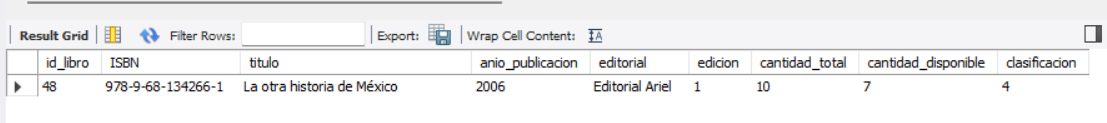 Result Grid Filter Rows: Export: Wrap Cell Content:
id_libro ISBN titulo anio_publicacion editorial edicion cantidad_total cantidad_disponible clasificacion
48 978-9-68-134266-1 La otra historia de México 2006 Editorial Ariel 1 10 7 4